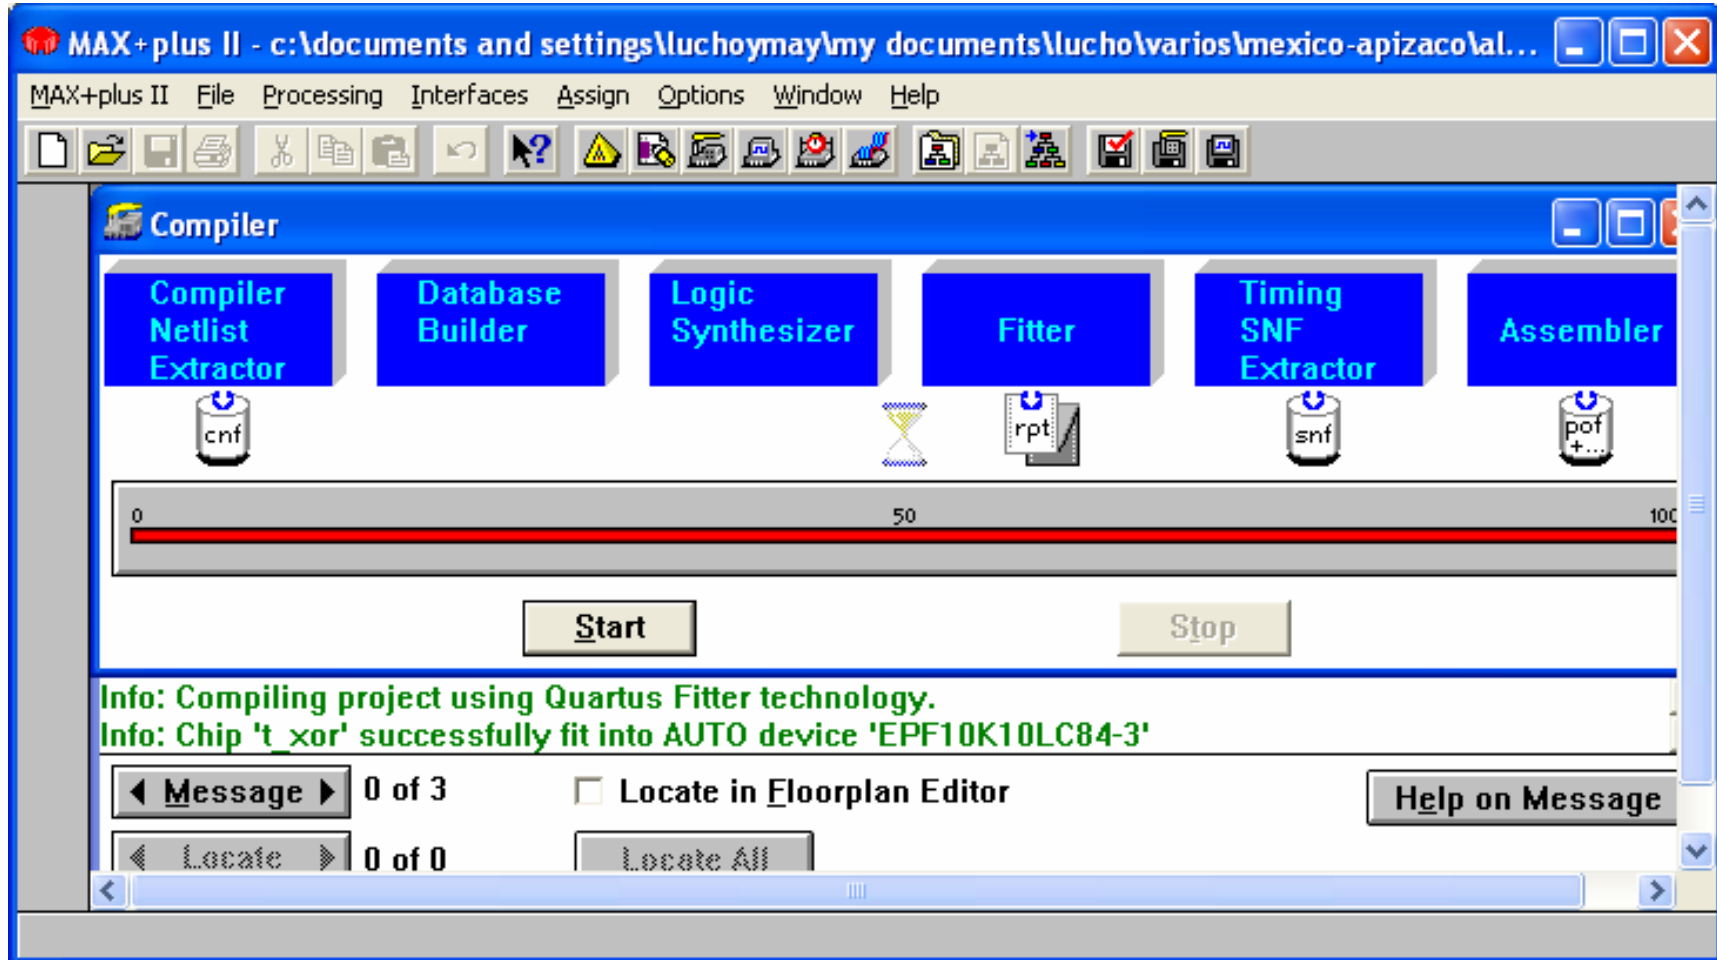 MAX+plus II - c:\documents and settings\luchoymay\my documents\lucho\varios\mexico-apizaco\al...
MAX+plus II File Processing Interfaces Assign Options Window Help
Compiler
Compiler Netlist Extractor
Database Builder
Logic Synthesizer
Fitter
Timing SNF Extractor
Assembler
cnf
rpt
snf
pof +...
0 50 100
Start Stop
Info: Compiling project using Quartus Fitter technology.
Info: Chip 't_xor' successfully fit into AUTO device 'EPF10K10LC84-3'
Message 0 of 3 Locate in Floorplan Editor Help on Message
Locate 0 of 0 Locate All